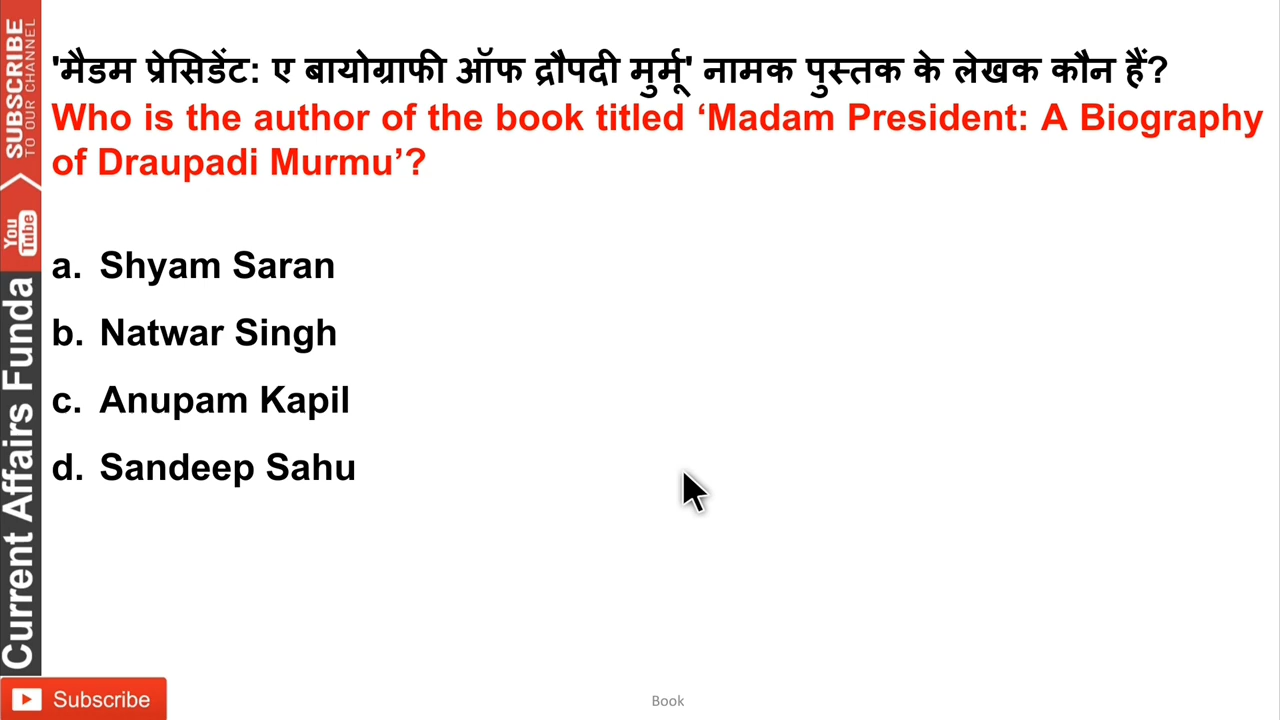 'मैडम प्रेसिडेंट: ए बायोग्राफी ऑफ द्रौपदी मुर्मू' नामक पुस्तक के लेखक कौन हैं?
Who is the author of the book titled ‘Madam President: A Biography
of Draupadi Murmu’?
a. Shyam Saran
b. Natwar Singh
c. Anupam Kapil
d. Sandeep Sahu
SUBSCRIBE
TO OUR CHANNEL
You
Tube
Current Affairs Funda
Subscribe
Book